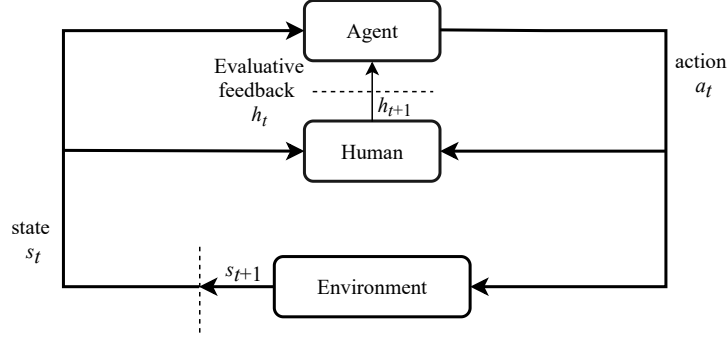 Agent
Evaluative
feedback
h_t
h_{t+1}
action
a_t
Human
state
s_t
s_{t+1}
Environment